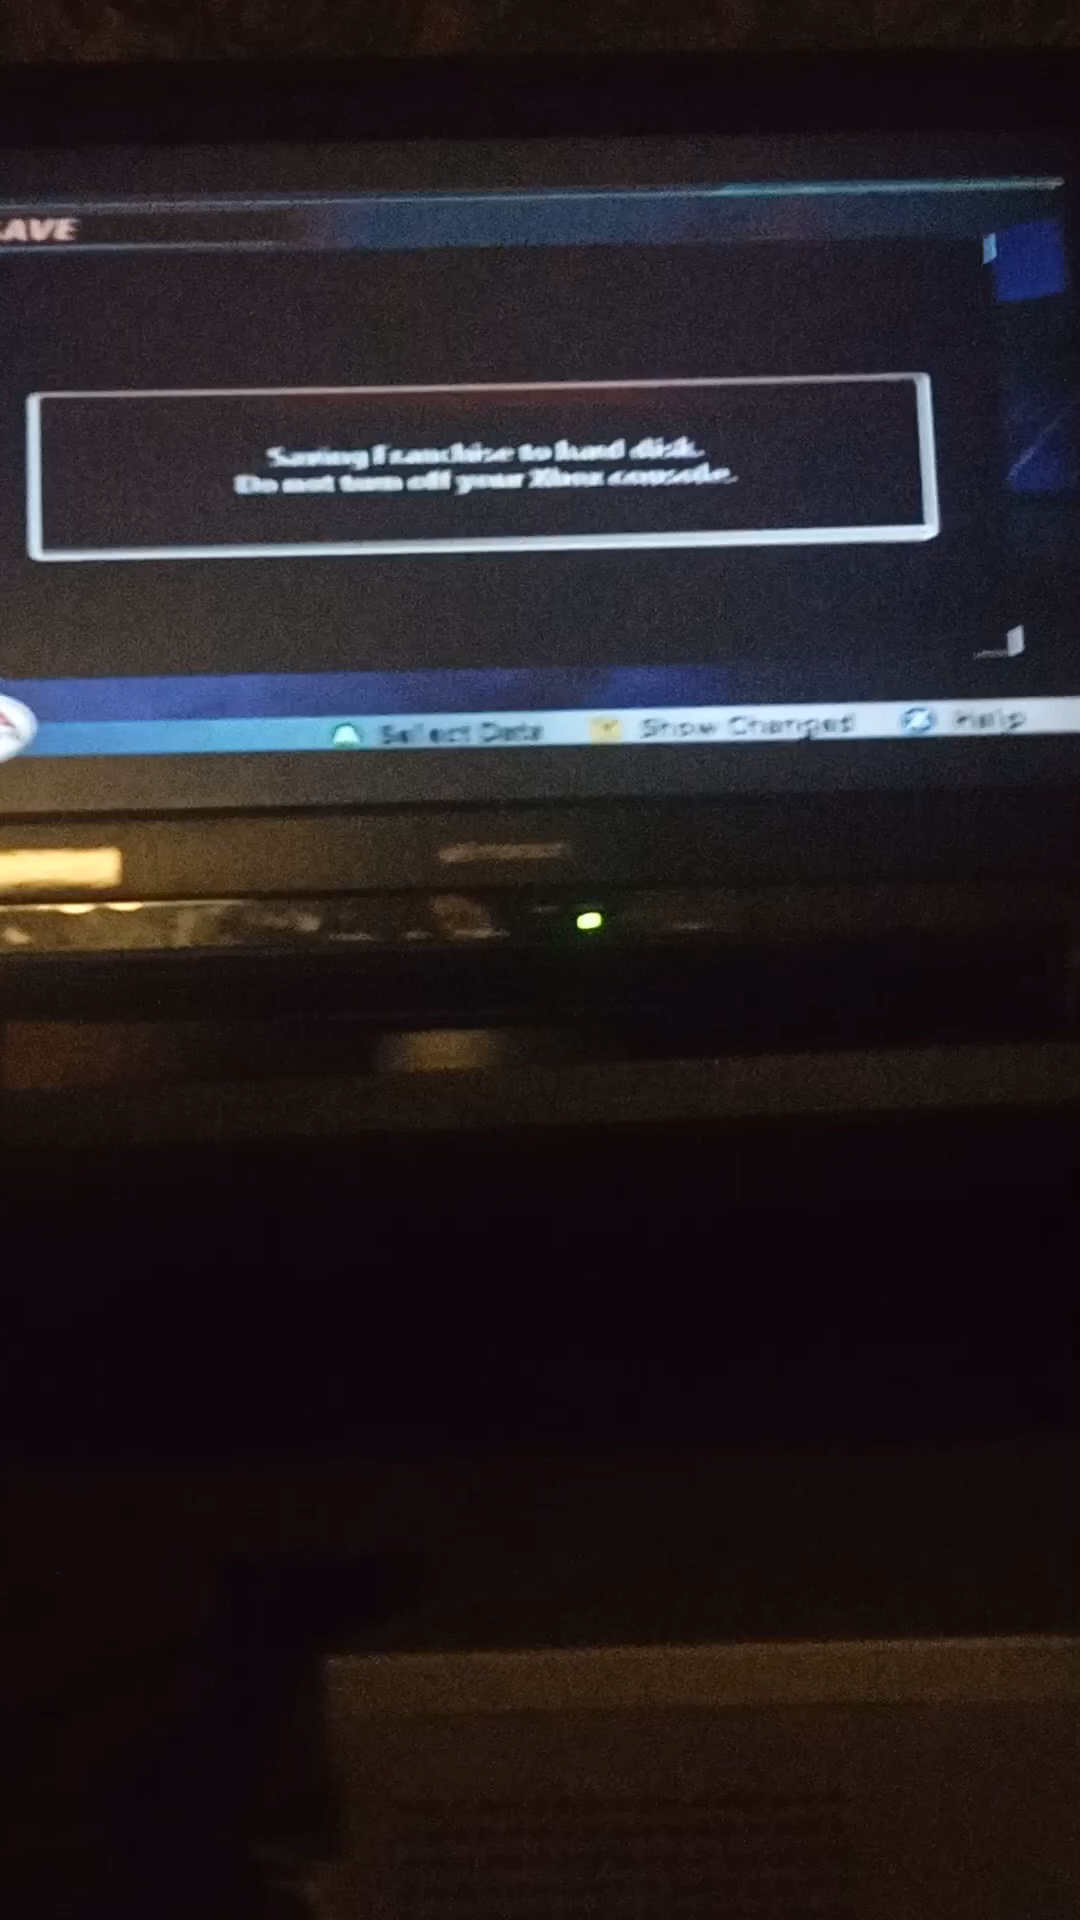 AVE
Saving Franchise to hard disk.
Do not turn off your Xbox console.
A Select Data Y Show Changed X Help